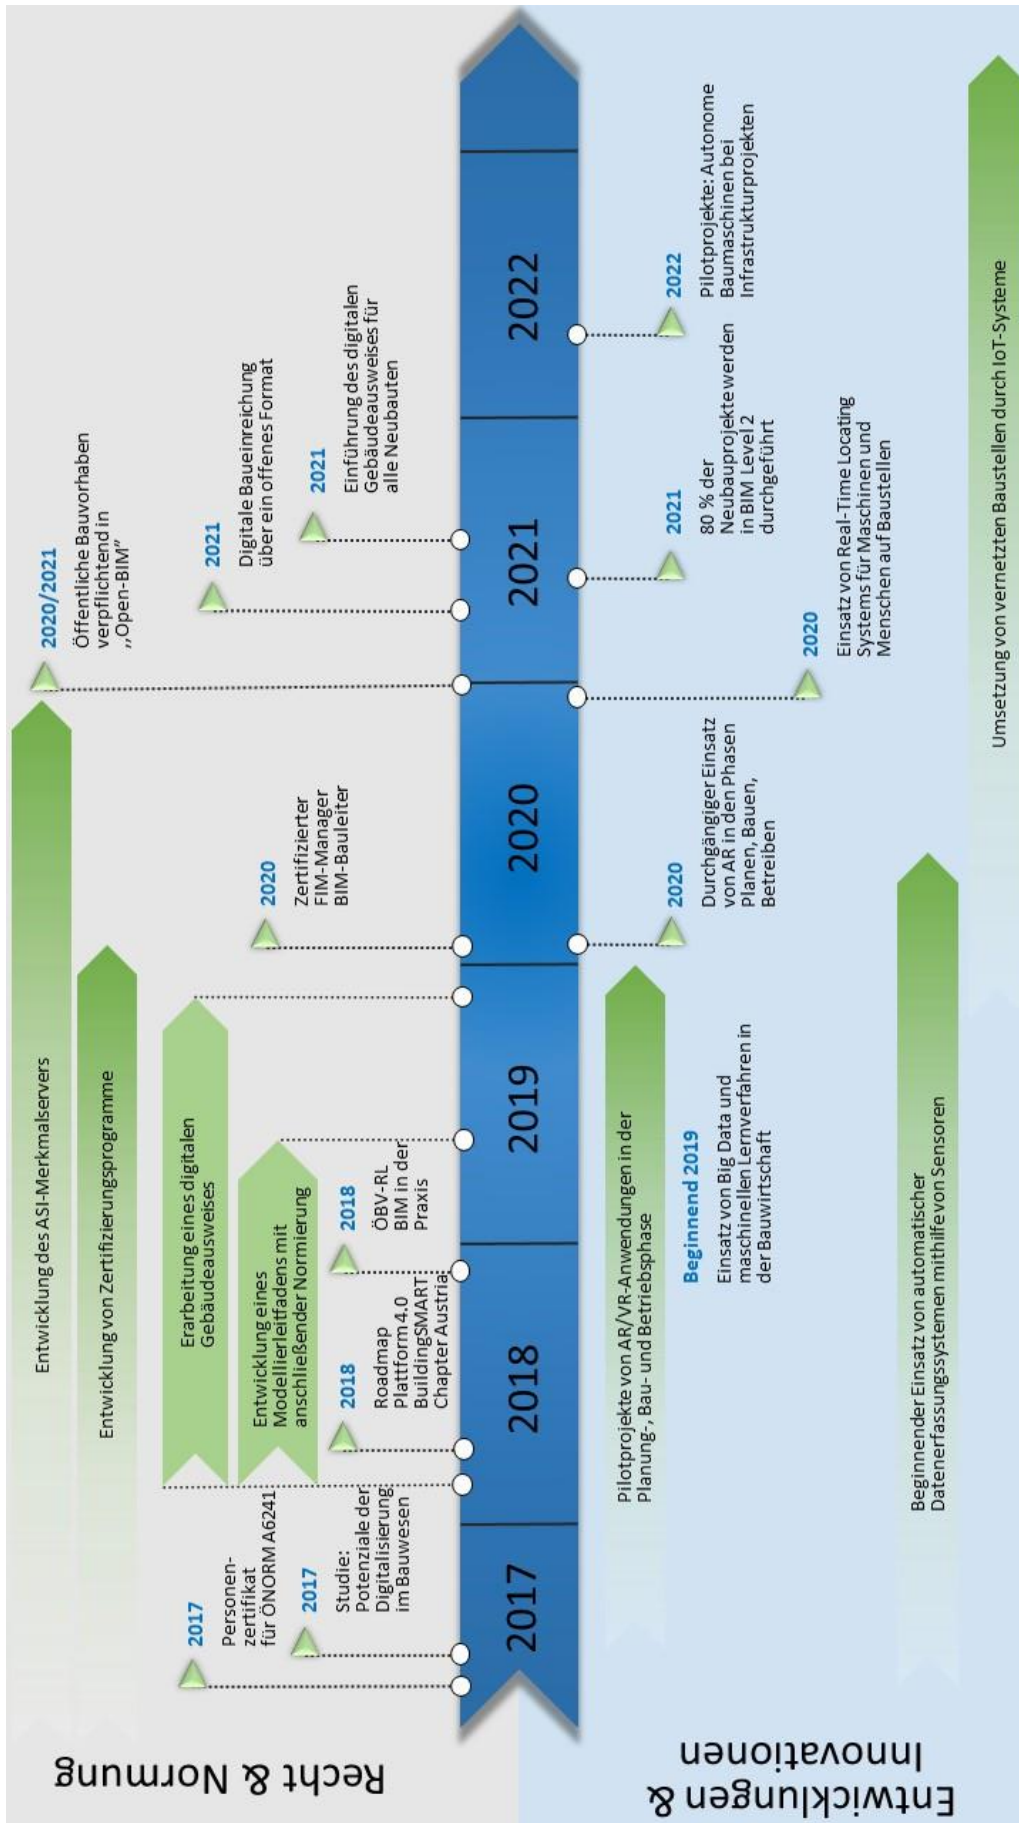 Recht & Normung
Entwicklung des ASI-Merkmalservers
Entwicklung von Zertifizierungsprogramme
Erarbeitung eines digitalen
Gebäudeausweises
Entwicklung eines
Modellierleitfadens mit
anschließender Normierung
2017
Personen-
zertifikat
für ÖNORM A6241
2017
Studie:
Potenziale der
Digitalisierung
im Bauwesen
2018
Roadmap
Plattform 4.0
BuildingSMART
Chapter Austria
2018
ÖBV-RL
BIM in der
Praxis
2020
Zertifizierter
FIM-Manager
BIM-Bauleiter
2020/2021
Öffentliche Bauvorhaben
verpflichtend in
„Open-BIM"
2021
Digitale Baueinreichung
über ein offenes Format
2021
Einführung des digitalen
Gebäudeausweises für
alle Neubauten
2017
2018
2019
2020
2021
2022
Entwicklungen &
Innovationen
Pilotprojekte von AR/VR-Anwendungen in der
Planung-, Bau- und Betriebsphase
Beginnend 2019
Einsatz von Big Data und
maschinellen Lernverfahren in
der Bauwirtschaft
Beginnender Einsatz von automatischer
Datenerfassungssystemen mithilfe von Sensoren
2020
Durchgängiger Einsatz
von AR in den Phasen
Planen, Bauen,
Betreiben
2020
Einsatz von Real-Time Locating
Systems für Maschinen und
Menschen auf Baustellen
2021
80 % der
Neubauprojekte werden
in BIM Level 2
durchgeführt
2022
Pilotprojekte: Autonome
Baumaschinen bei
Infrastrukturprojekten
Umsetzung von vernetzten Baustellen durch IoT-Systeme